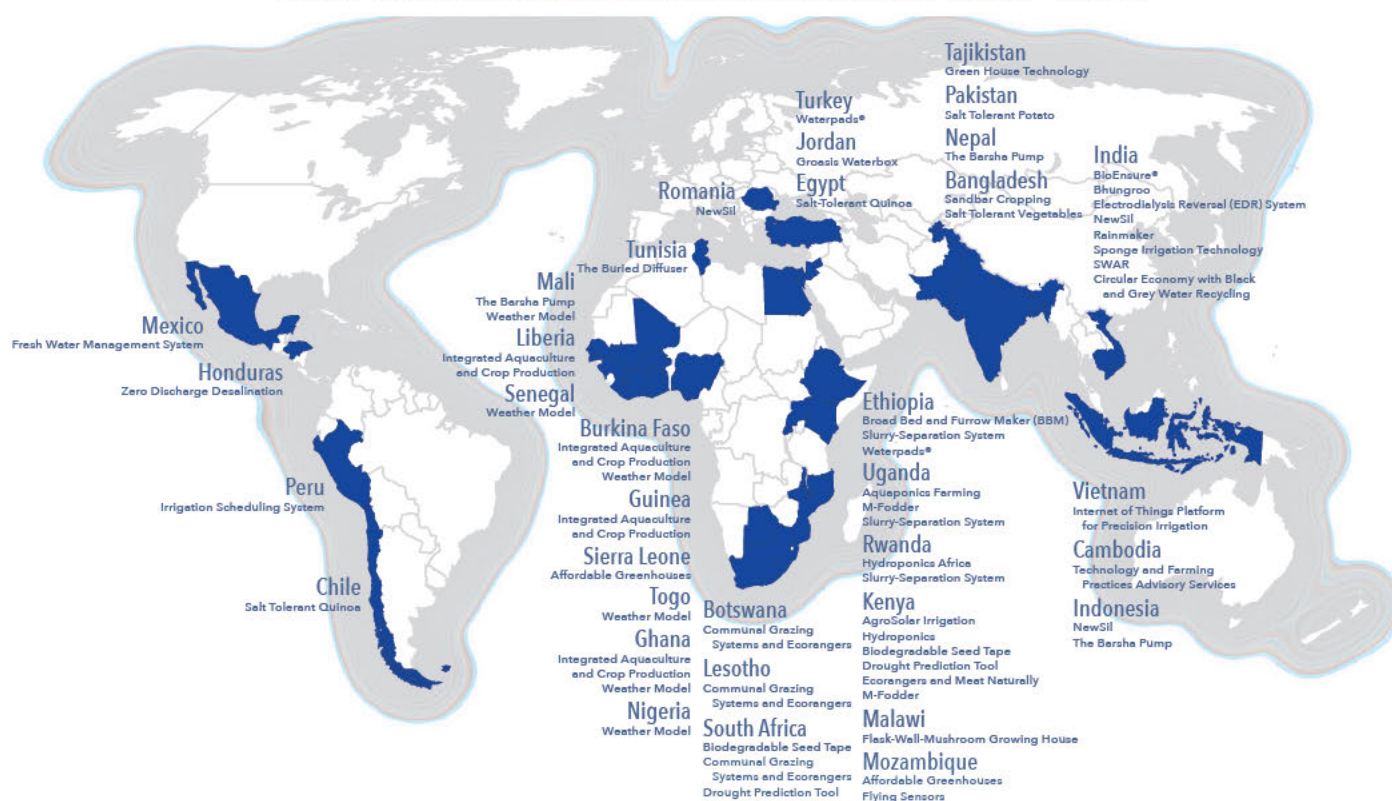 Tajikistan
Green House Technology
Pakistan
Salt Tolerant Potato
Nepal
The Barsha Pump
Bangladesh
Sandbar Cropping
Salt Tolerant Vegetables
India
BioEnsure®
Bhungroo
Electrodialysis Reversal (EDR) System
NewSil
Rainmaker
Sponge Irrigation Technology
SWAR
Circular Economy with Black
and Grey Water Recycling
Turkey
Waterpads®
Jordan
Groasis Waterbox
Egypt
Salt-Tolerant Quinoa
Romania
NewSil
Tunisia
The Buried Diffuser
Mali
The Barsha Pump
Weather Model
Liberia
Integrated Aquaculture
and Crop Production
Senegal
Weather Model
Burkina Faso
Integrated Aquaculture
and Crop Production
Weather Model
Guinea
Integrated Aquaculture
and Crop Production
Sierra Leone
Affordable Greenhouses
Togo
Weather Model
Ghana
Integrated Aquaculture
and Crop Production
Weather Model
Nigeria
Weather Model
Mexico
Fresh Water Management System
Honduras
Zero Discharge Desalination
Peru
Irrigation Scheduling System
Chile
Salt Tolerant Quinoa
Botswana
Communal Grazing
Systems and Ecorangers
Lesotho
Communal Grazing
Systems and Ecorangers
South Africa
Biodegradable Seed Tape
Communal Grazing
Systems and Ecorangers
Drought Prediction Tool
Ethiopia
Broad Bed and Furrow Maker (BBM)
Slurry-Separation System
Waterpads®
Uganda
Aquaponics Farming
M-Fodder
Slurry-Separation System
Rwanda
Hydroponics Africa
Slurry-Separation System
Kenya
AgroSolar Irrigation
Hydroponics
Biodegradable Seed Tape
Drought Prediction Tool
Ecorangers and Meat Naturally
M-Fodder
Malawi
Flask-Wall-Mushroom Growing House
Mozambique
Affordable Greenhouses
Flying Sensors
Vietnam
Internet of Things Platform
for Precision Irrigation
Cambodia
Technology and Farming
Practices Advisory Services
Indonesia
NewSil
The Barsha Pump